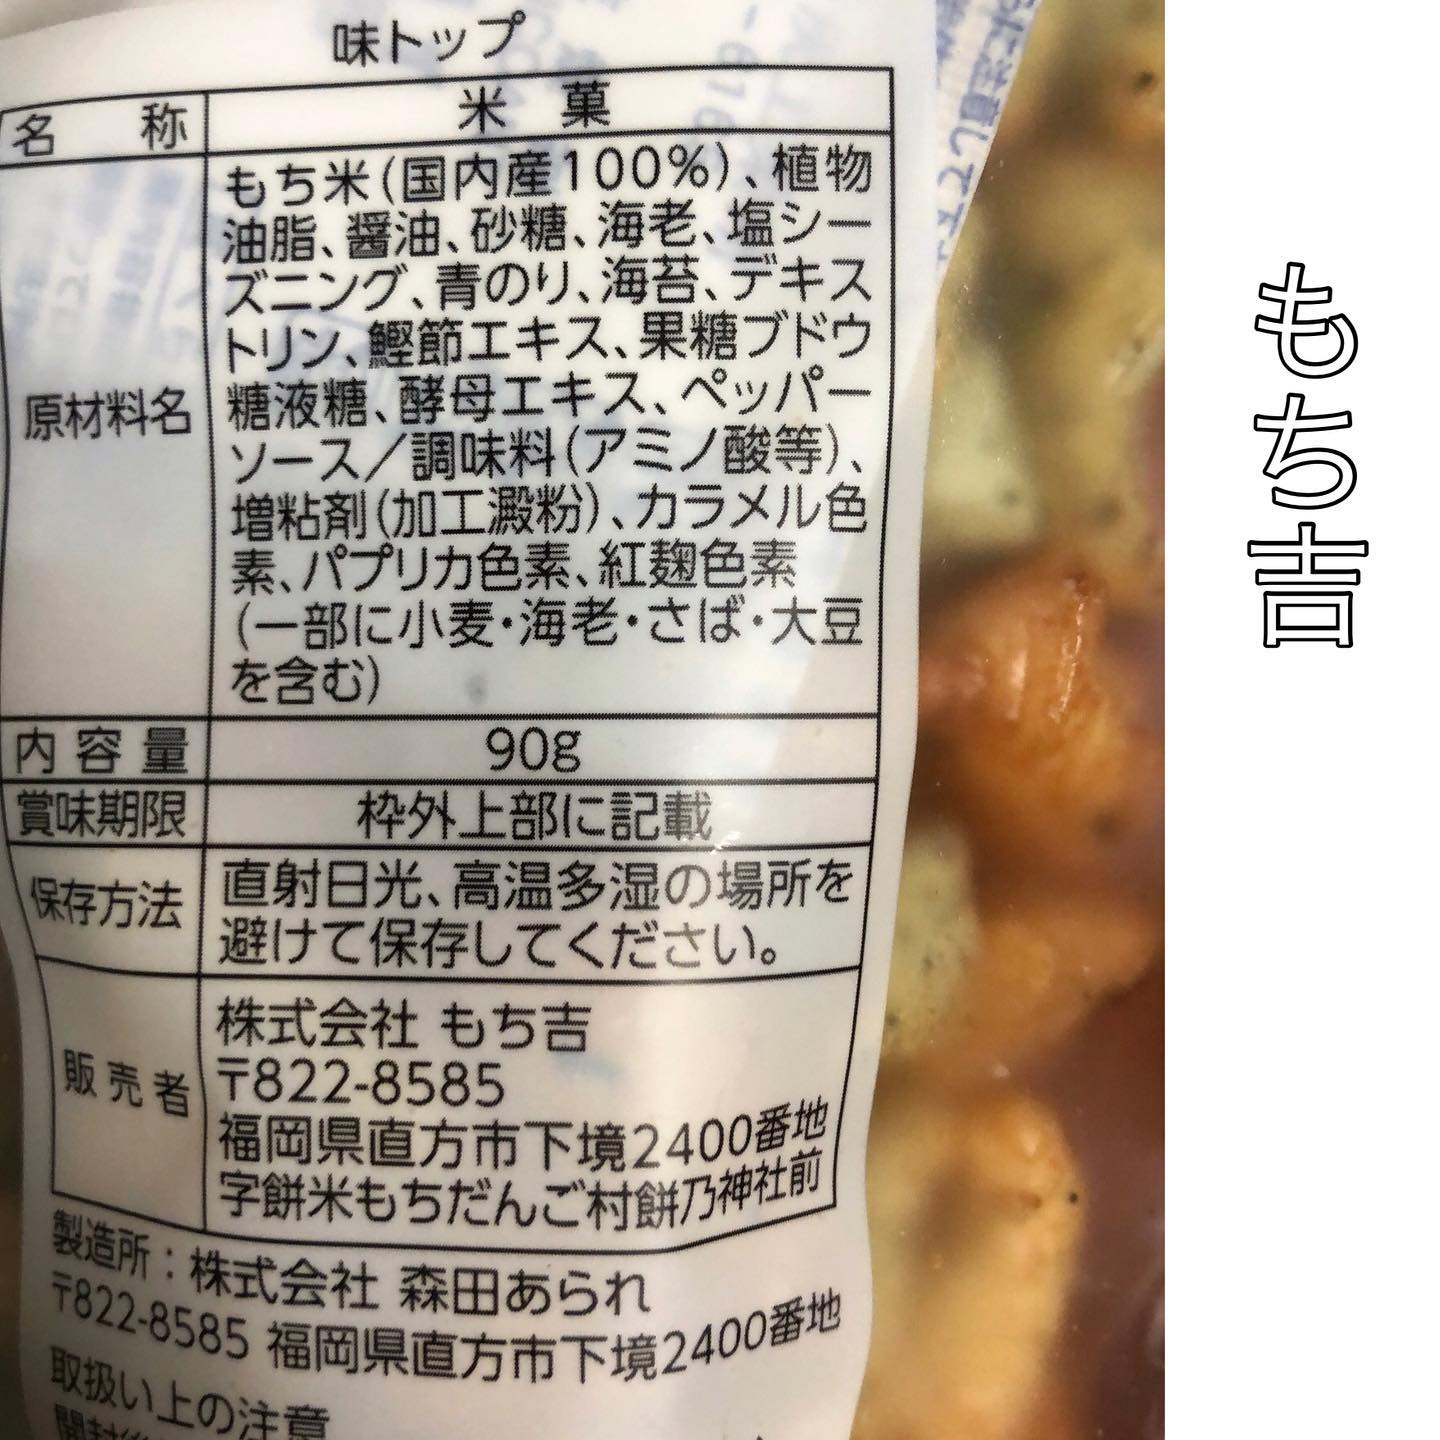 味トップ
名称 米菓
原材料名
もち米(国内産100%)、植物
油脂、醤油、砂糖、海老、塩シー
ズニング、青のり、海苔、デキス
トリン、鰹節エキス、果糖ブドウ
糖液糖、酵母エキス、ペッパー
ソース/調味料(アミノ酸等)、
増粘剤(加工澱粉)、カラメル色
素、パプリカ色素、紅麹色素
(一部に小麦・海老・さば・大豆
を含む)
内容量 90g
賞味期限 枠外上部に記載
保存方法
直射日光、高温多湿の場所を
避けて保存してください。
販売者
株式会社 もち吉
〒822-8585
福岡県直方市下境2400番地
字餅米もちだんご村餅乃神社前
製造所:株式会社 森田あられ
〒822-8585 福岡県直方市下境2400番地
取扱い上の注意
もち吉